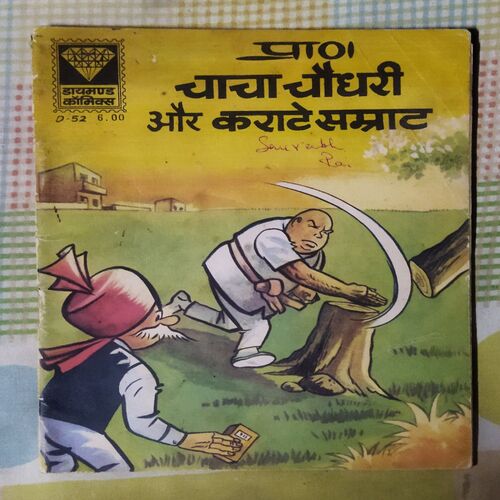 प्राण
चाचा चौधरी
और कराटे सम्राट
डायमण्ड
कॉमिक्स
D-52 6.00